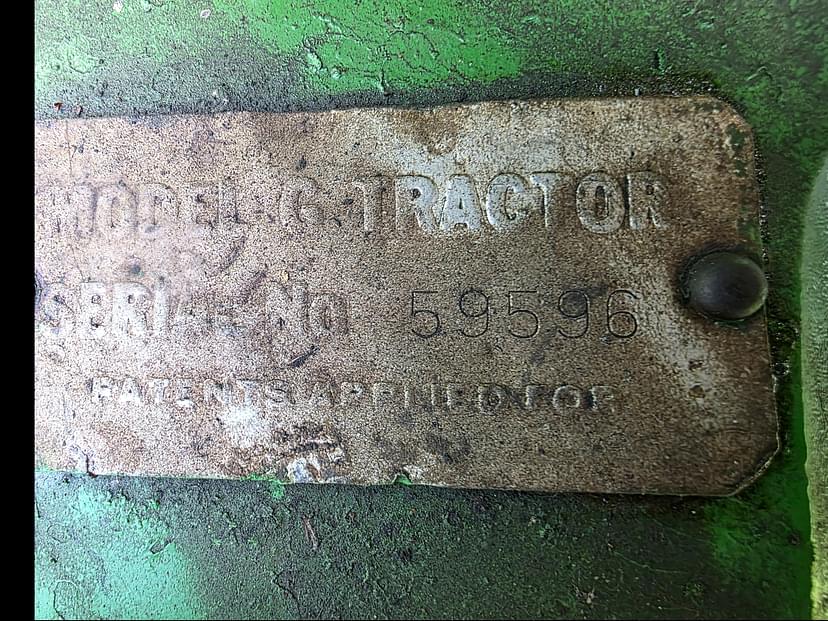 MODEL G TRACTOR
SERIAL No. 59596
PATENTS APPLIED FOR